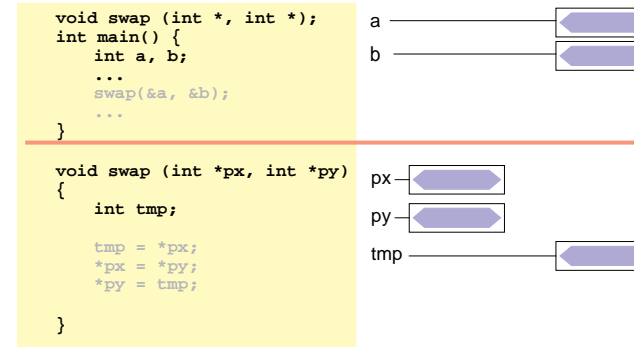 void swap (int *, int *);
int main() {
int a, b;
...
swap(&a, &b);
...
}
a
b
void swap (int *px, int *py)
{
int tmp;
tmp = *px;
*px = *py;
*py = tmp;
}
px
py
tmp